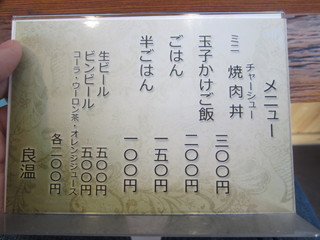 メニュー
チャーシュー
ミニ 焼肉丼 三〇〇円
玉子かけご飯 二〇〇円
ごはん 一五〇円
半ごはん 一〇〇円
生ビール 五〇〇円
ビンビール 五〇〇円
コーラ・ウーロン茶・オレンジジュース 各二〇〇円
良温